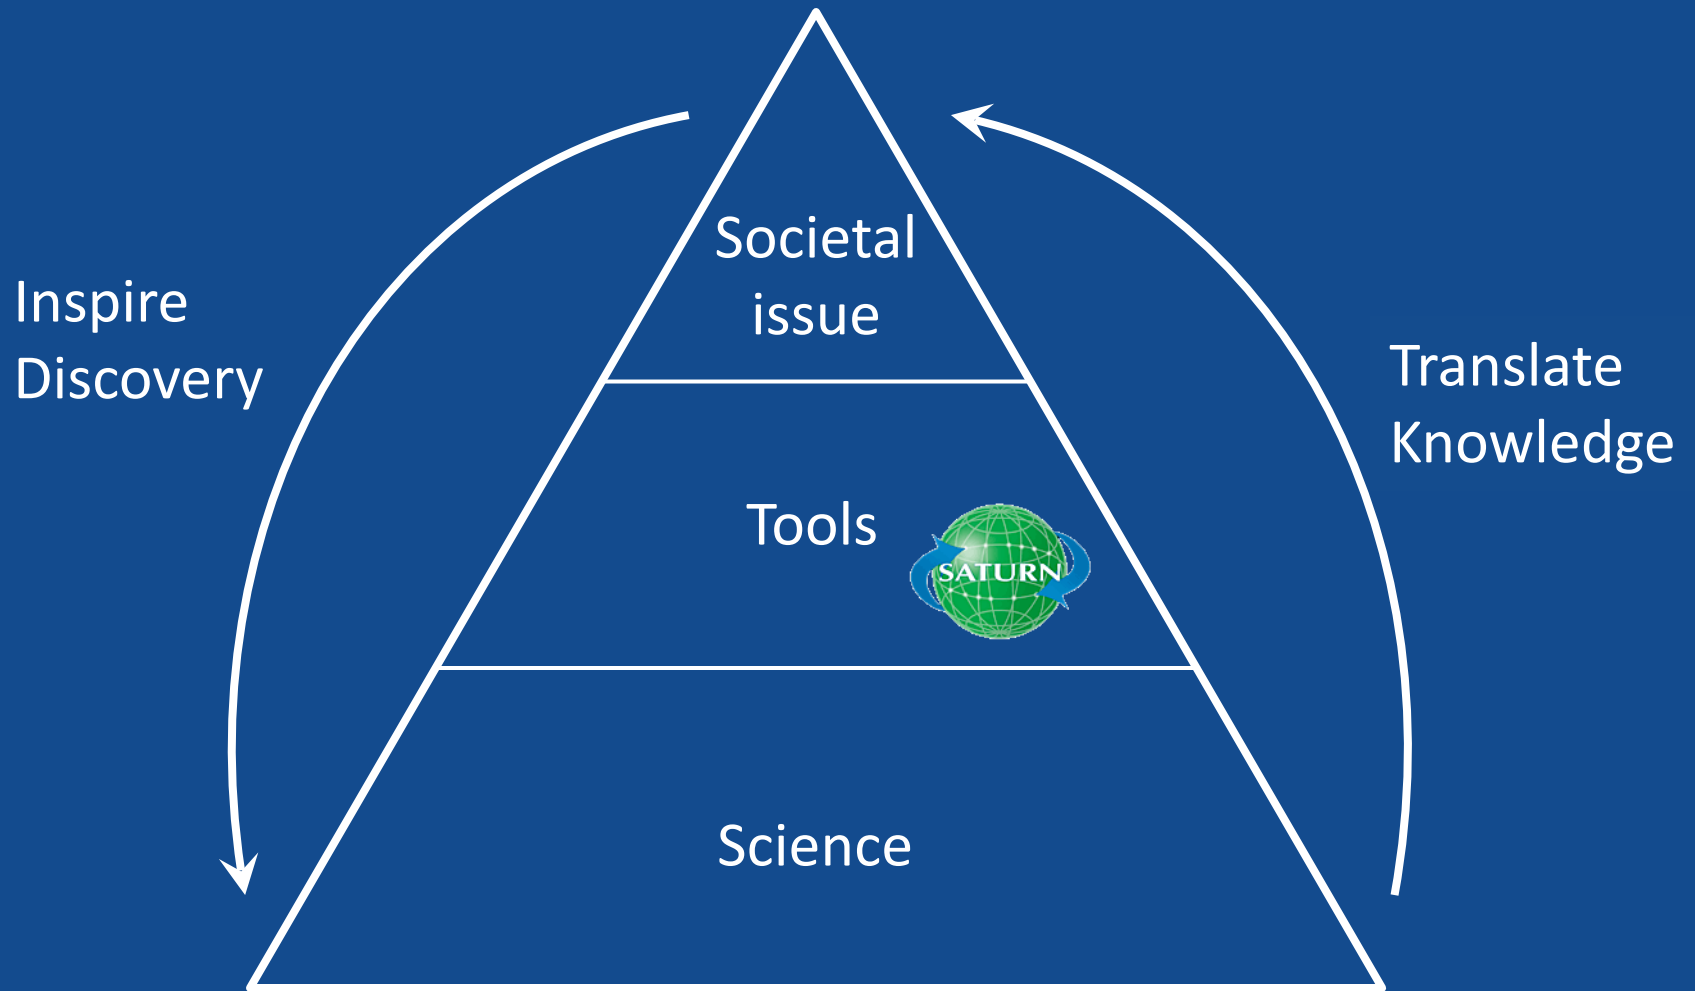 Societal
issue
Inspire
Discovery
Translate
Knowledge
Tools
SATURN
Science